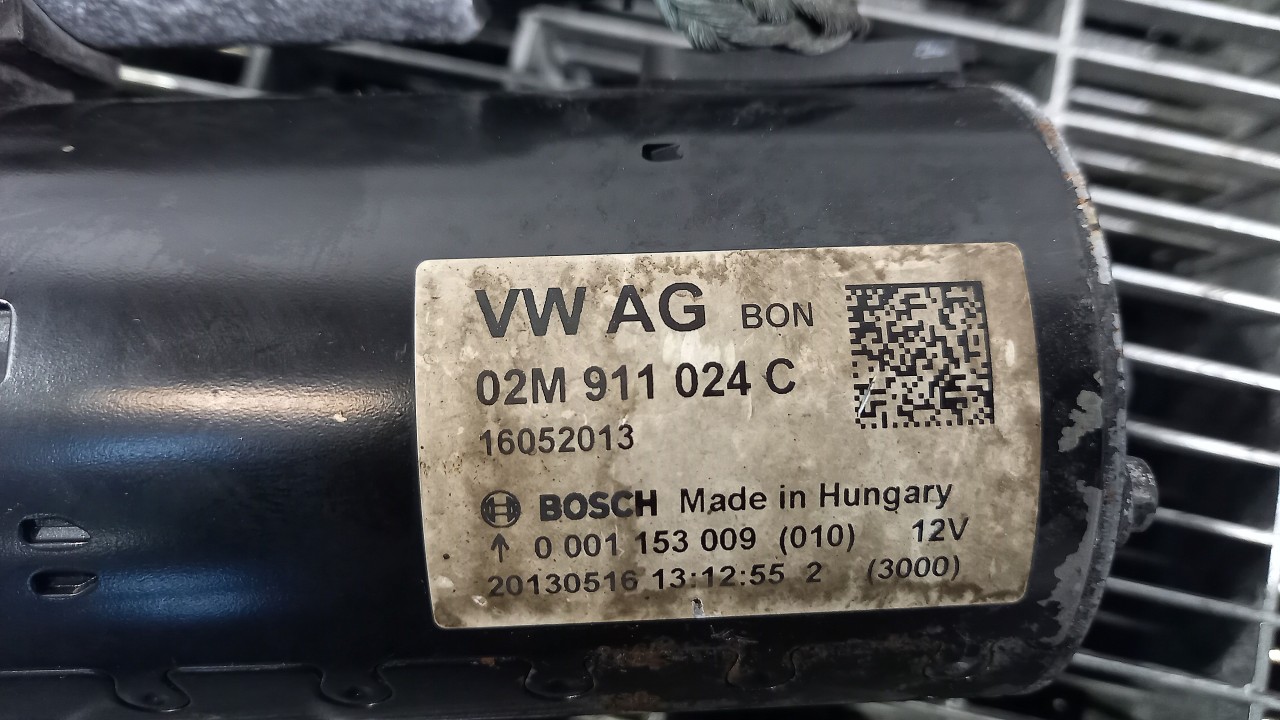 VW AG BON
02M 911 024 C
16052013
BOSCH Made in Hungary
↑ 0 001 153 009 (010) 12V
20130516 13:12:55 2 (3000)